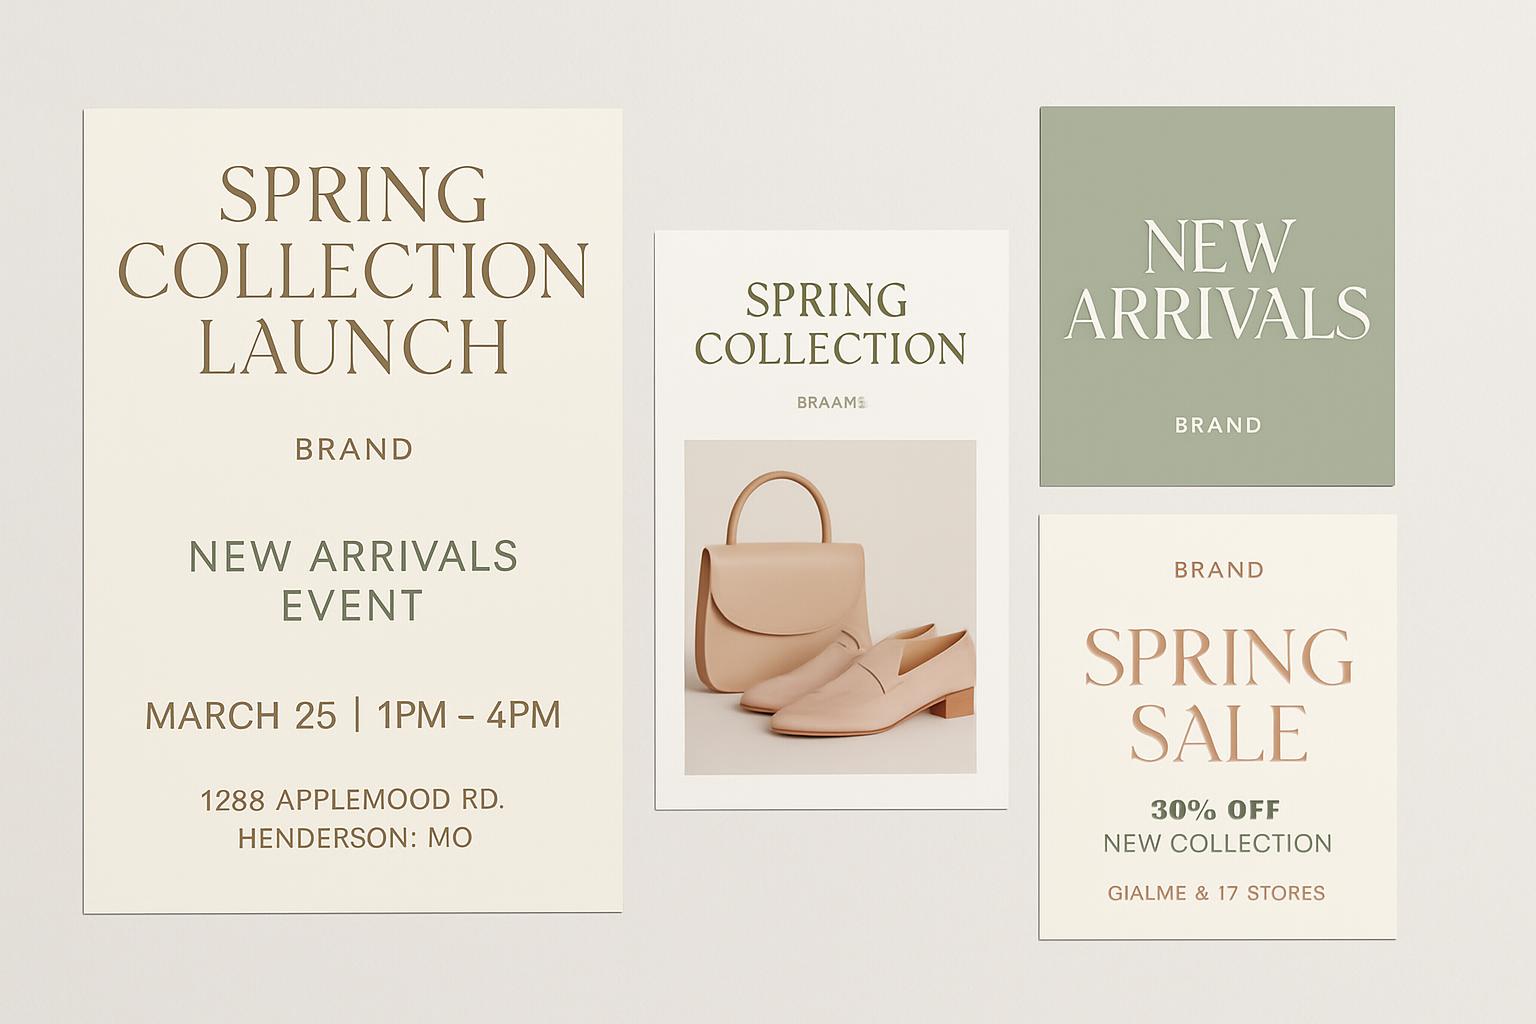 SPRING
COLLECTION
LAUNCH
BRAND
NEW ARRIVALS
EVENT
MARCH 25 | 1PM – 4PM
1288 APPLEMOOD RD.
HENDERSON: MO
SPRING
COLLECTION
NEW
ARRIVALS
BRAND
BRAND
SPRING
SALE
30% OFF
NEW COLLECTION
GIALME & 17 STORES